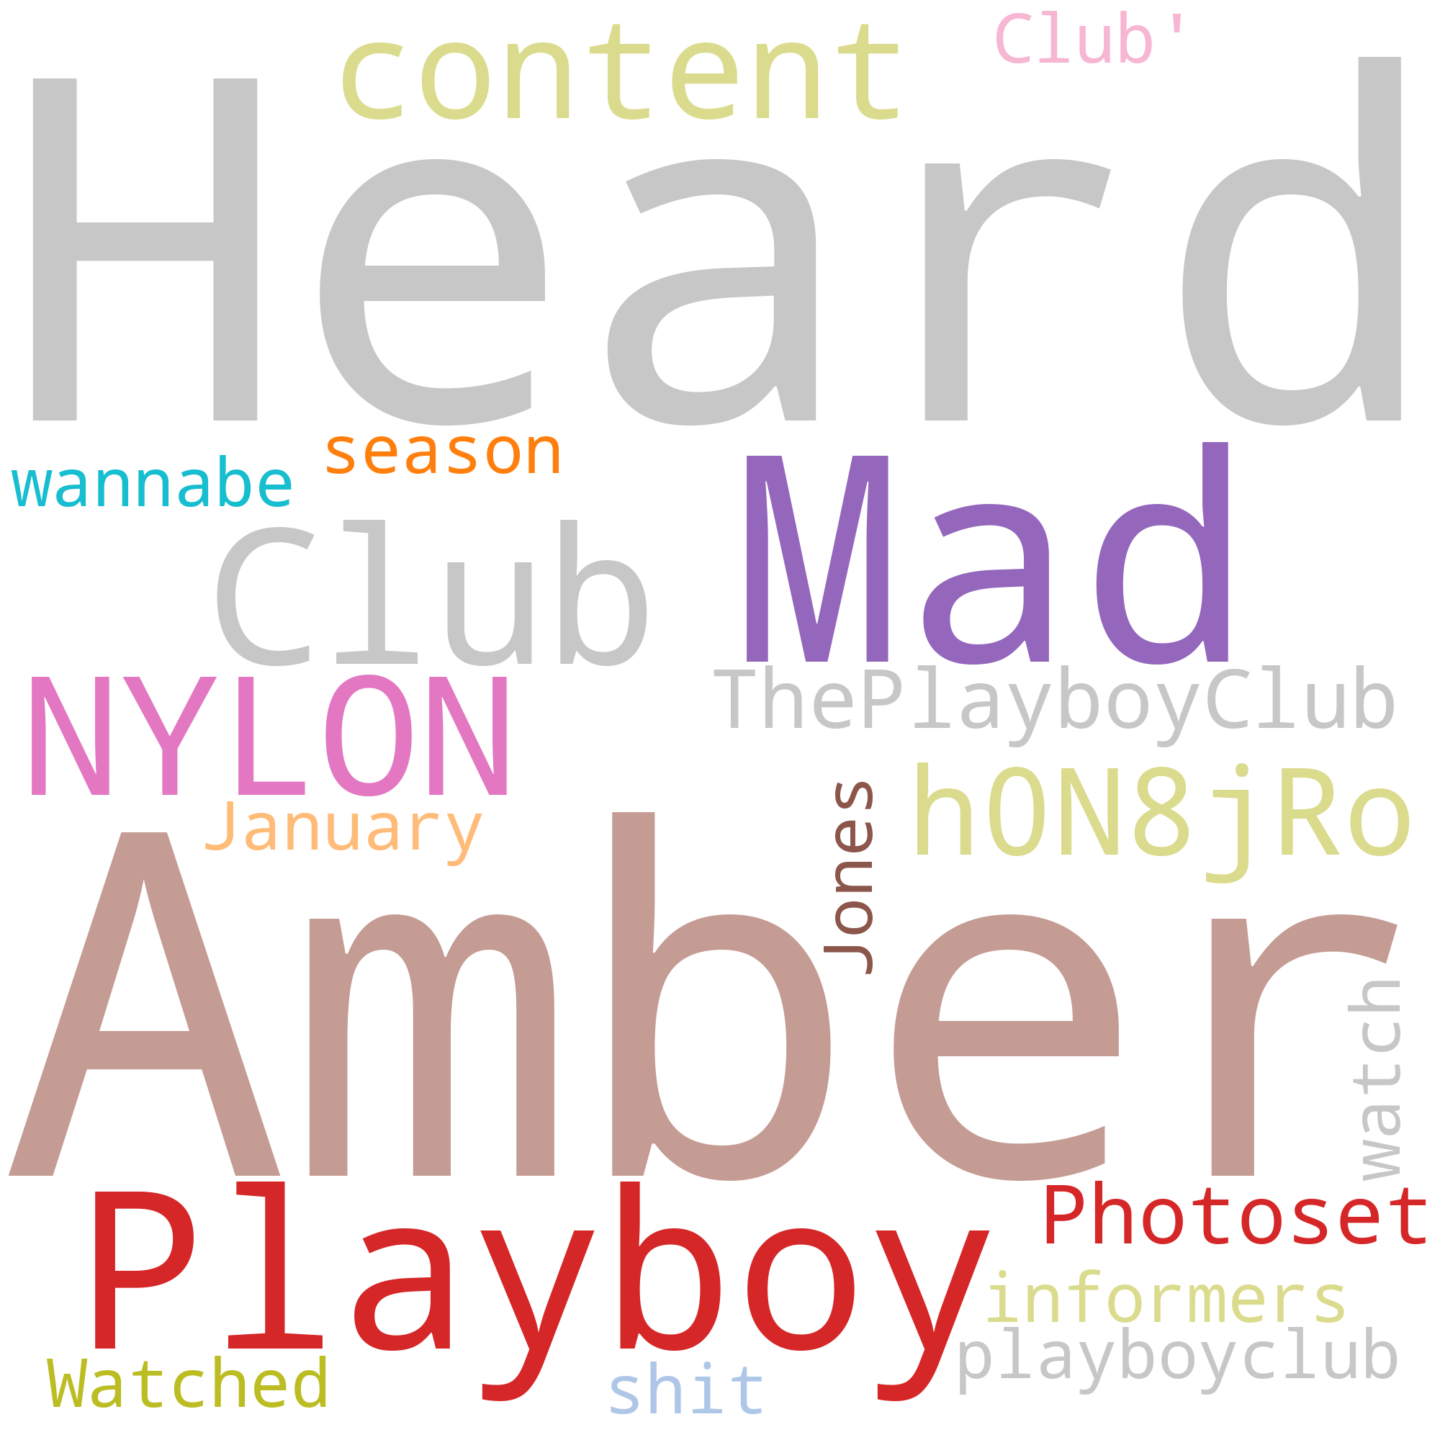 content
Club'
Heard
season
wannabe
Mad
Club
ThePlayboyClub
NYLON
h0N8jRo
January
Jones
Amber
watch
Playboy
Photoset
informers
playboyclub
Watched
shit